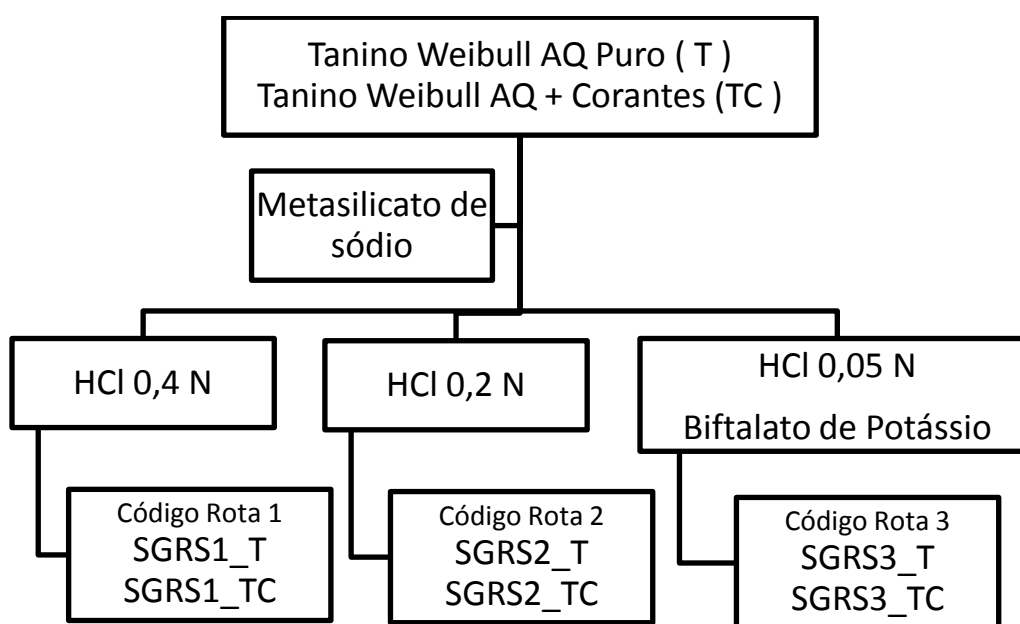 Tanino Weibull AQ Puro ( T )
Tanino Weibull AQ + Corantes (TC )
Metasilicato de
sódio
HCl 0,4 N
HCl 0,2 N
HCl 0,05 N
Biftalato de Potássio
Código Rota 1
SGRS1_T
SGRS1_TC
Código Rota 2
SGRS2_T
SGRS2_TC
Código Rota 3
SGRS3_T
SGRS3_TC